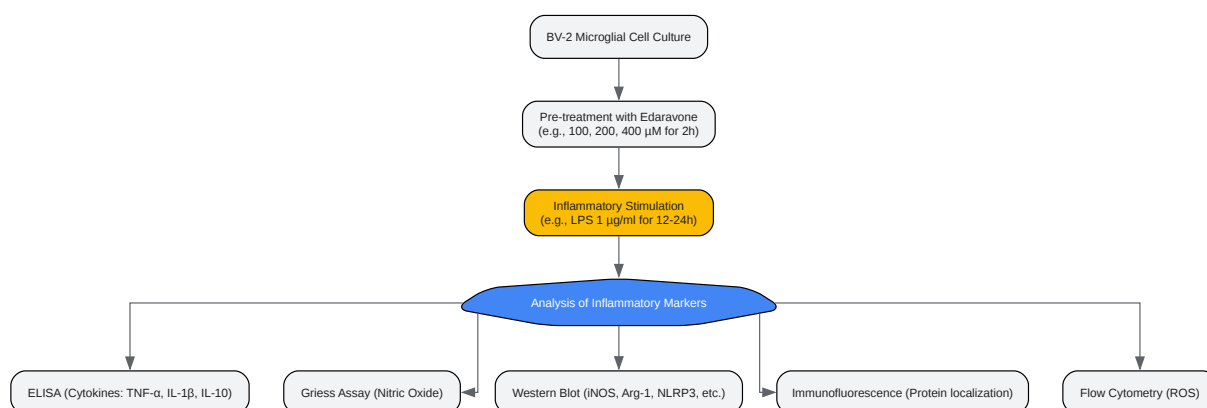 BV-2 Microglial Cell Culture
Pre-treatment with Edaravone
(e.g., 100, 200, 400 µM for 2h)
Inflammatory Stimulation
(e.g., LPS 1 µg/ml for 12-24h)
Analysis of Inflammatory Markers
ELISA (Cytokines: TNF-α, IL-1β, IL-10)
Griess Assay (Nitric Oxide)
Western Blot (iNOS, Arg-1, NLRP3, etc.)
Immunofluorescence (Protein localization)
Flow Cytometry (ROS)